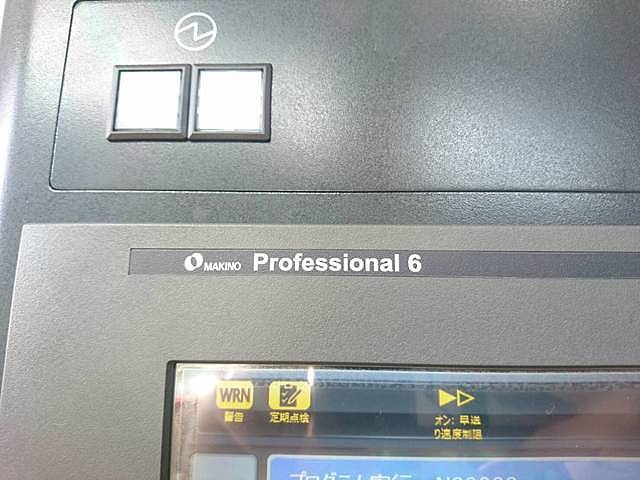 MAKINO Professional 6
WRN
警告
定期点検
オン: 早送
り速度制限
プログラム実行